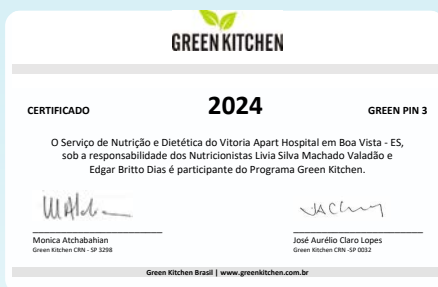 GREEN KITCHEN
CERTIFICADO
2024
GREEN PIN 3
O Serviço de Nutrição e Dietética do Vitoria Apart Hospital em Boa Vista - ES,
sob a responsabilidade dos Nutricionistas Livia Silva Machado Valadão e
Edgar Britto Dias é participante do Programa Green Kitchen.
Monica Atchabahian
Green Kitchen CRN - SP 3298
José Aurélio Claro Lopes
Green Kitchen CRN -SP 0032
Green Kitchen Brasil | www.greenkitchen.com.br